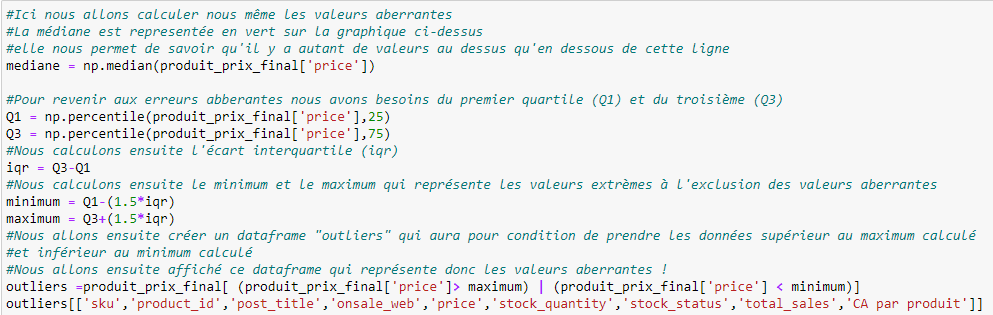 #Ici nous allons calculer nous même les valeurs aberrantes
#La médiane est representée en vert sur la graphique ci-dessus
#elle nous permet de savoir qu'il y a autant de valeurs au dessus qu'en dessous de cette ligne
mediane = np.median(produit_prix_final['price'])
#Pour revenir aux erreurs abberantes nous avons besoins du premier quartile (Q1) et du troisième (Q3)
Q1 = np.percentile(produit_prix_final['price'],25)
Q3 = np.percentile(produit_prix_final['price'],75)
#Nous calculons ensuite l'écart interquartile (iqr)
iqr = Q3-Q1
#Nous calculons ensuite le minimum et le maximum qui représente les valeurs extrèmes à l'exclusion des valeurs aberrantes
minimum = Q1-(1.5*iqr)
maximum = Q3+(1.5*iqr)
#Nous allons ensuite créer un dataframe "outliers" qui aura pour condition de prendre les données supérieur au maximum calculé
#et inférieur au minimum calculé
#Nous allons ensuite affiché ce dataframe qui représente donc les valeurs aberrantes !
outliers =produit_prix_final[ (produit_prix_final['price']> maximum) | (produit_prix_final['price'] < minimum)]
outliers[['sku','product_id','post_title','onsale_web','price','stock_quantity','stock_status','total_sales','CA par produit']]